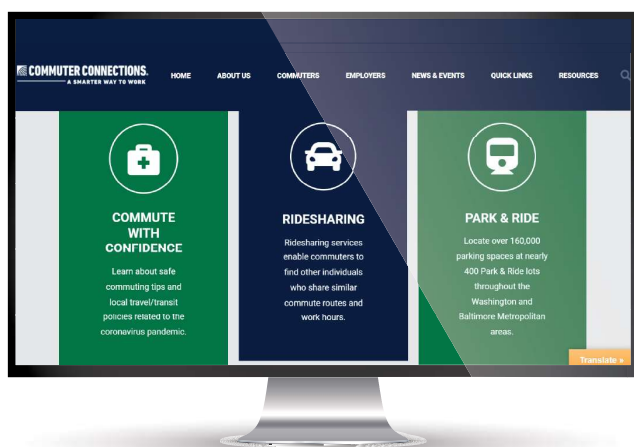 COMMUTER CONNECTIONS.
A SMARTER WAY TO WORK
HOME ABOUT US COMMUTERS EMPLOYERS NEWS & EVENTS QUICK LINKS RESOURCES
COMMUTE
WITH
CONFIDENCE
Learn about safe
commuting tips and
local travel/transit
policies related to the
coronavirus pandemic.
RIDESHARING
Ridesharing services
enable commuters to
find other individuals
who share similar
commute routes and
work hours.
PARK & RIDE
Locate over 160,000
parking spaces at nearly
400 Park & Ride lots
throughout the
Washington and
Baltimore Metropolitan
areas.
Translate »